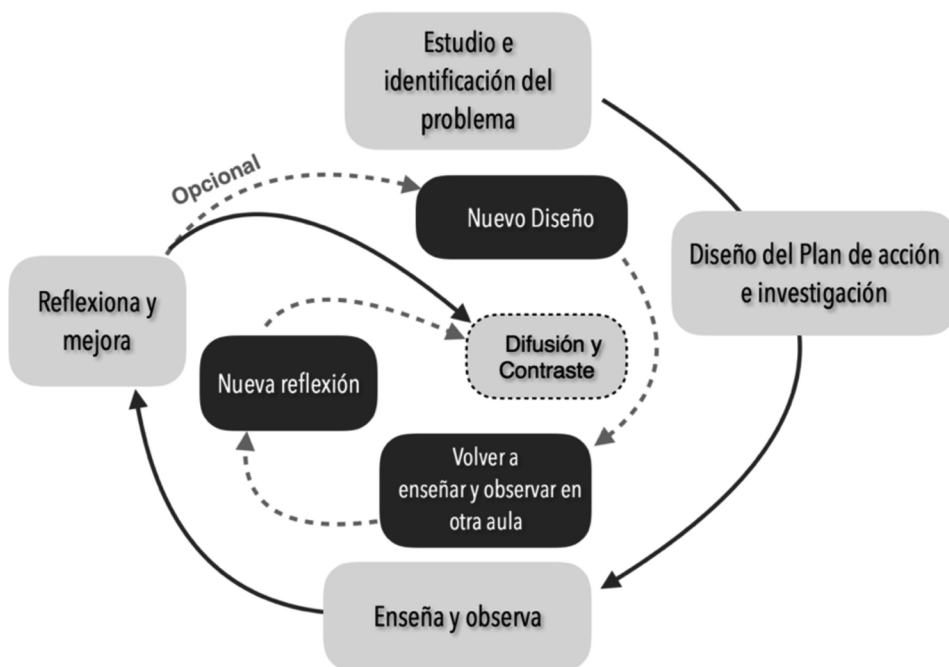 Estudio e
identificación del
problema
Opcional
Nuevo Diseño
Diseño del Plan de acción
e investigación
Reflexiona y
mejora
Difusión y
Contraste
Nueva reflexión
Volver a
enseñar y observar en
otra aula
Enseña y observa